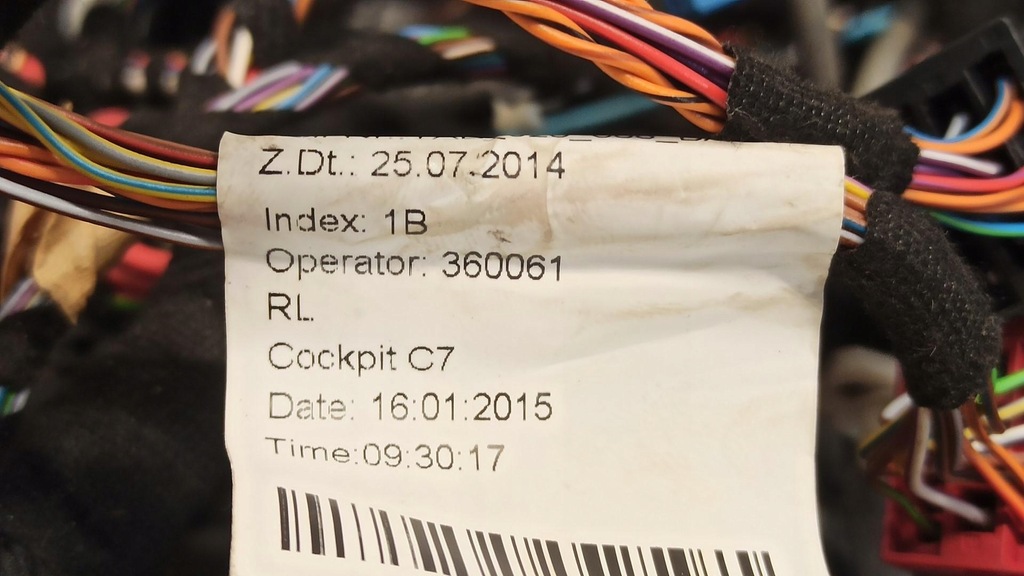 Z.Dt.: 25.07.2014
Index: 1B
Operator: 360061
RL
Cockpit C7
Date: 16:01:2015
Time:09:30:17